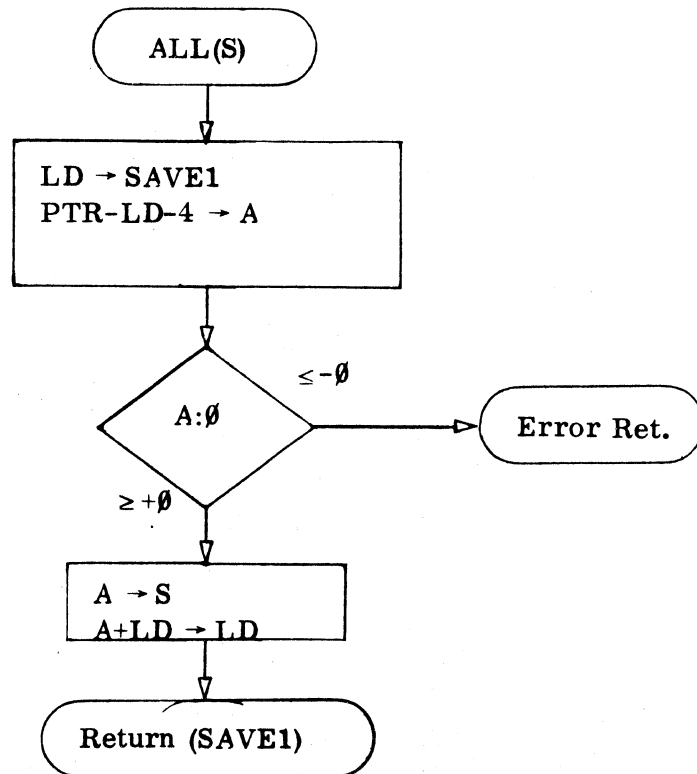 ALL(S)
LD → SAVE1
PTR-LD-4 → A
≤ -Ø
A:Ø
Error Ret.
≥ +Ø
A → S
A+LD → LD
Return (SAVE1)